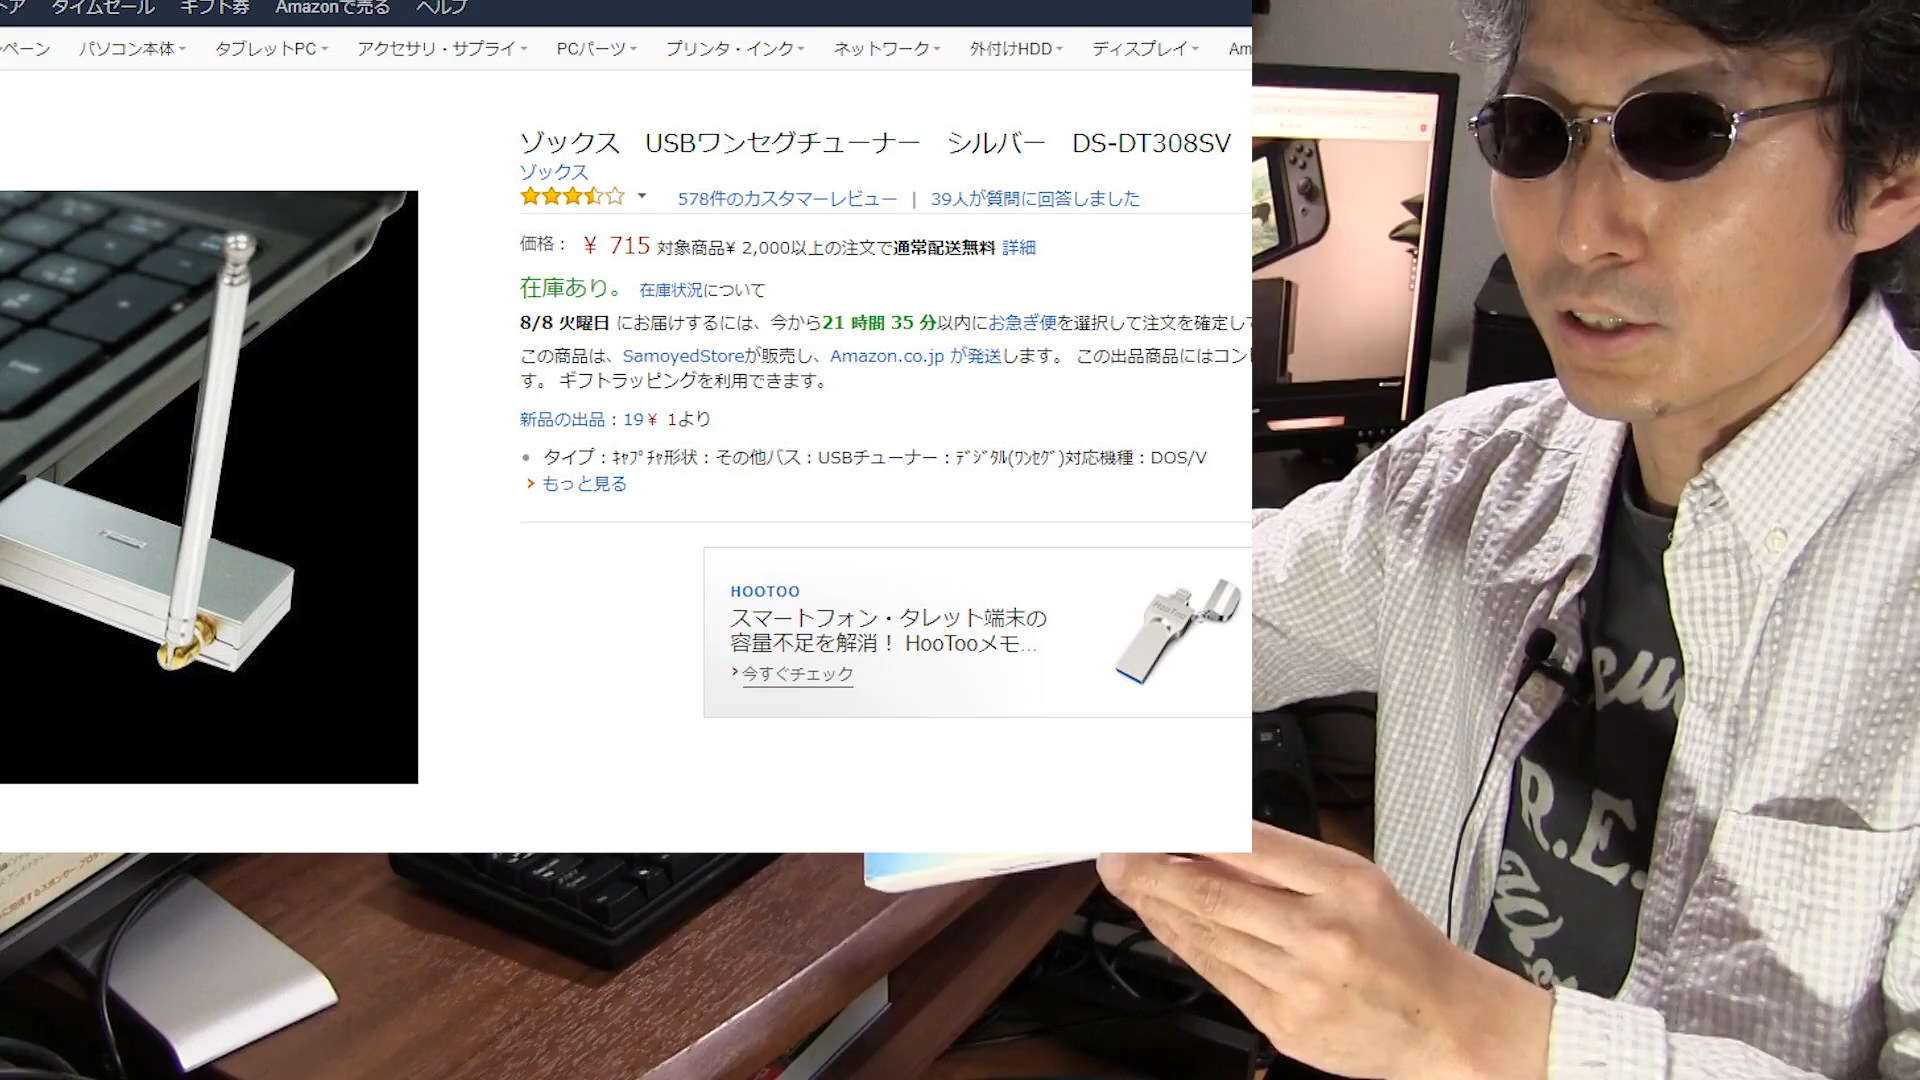 トア タイムセール ギフト券 Amazonで売る ヘルプ
ペーン パソコン本体 タブレットPC アクセサリ・サプライ PCパーツ プリンタ・インク ネットワーク 外付けHDD ディスプレイ Am
ゾックス USBワンセグチューナー シルバー DS-DT308SV
ゾックス
578件のカスタマーレビュー | 39人が質問に回答しました
価格： ￥ 715 対象商品¥ 2,000以上の注文で通常配送無料 詳細
在庫あり。 在庫状況について
8/8 火曜日 にお届けするには、今から21 時間 35 分以内にお急ぎ便を選択して注文を確定して
この商品は、SamoyedStoreが販売し、Amazon.co.jp が発送します。 この出品商品にはコンビ
す。 ギフトラッピングを利用できます。
新品の出品：19￥ 1より
タイプ：ｷｬﾌﾟﾁｬ形状：その他バス：USBチューナー：ﾃﾞｼﾞﾀﾙ(ﾜﾝｾｸﾞ)対応機種：DOS/V
もっと見る
HOOTOO
スマートフォン・タレット端末の
容量不足を解消！ HooTooメモ...
今すぐチェック
HooToo
R.E.